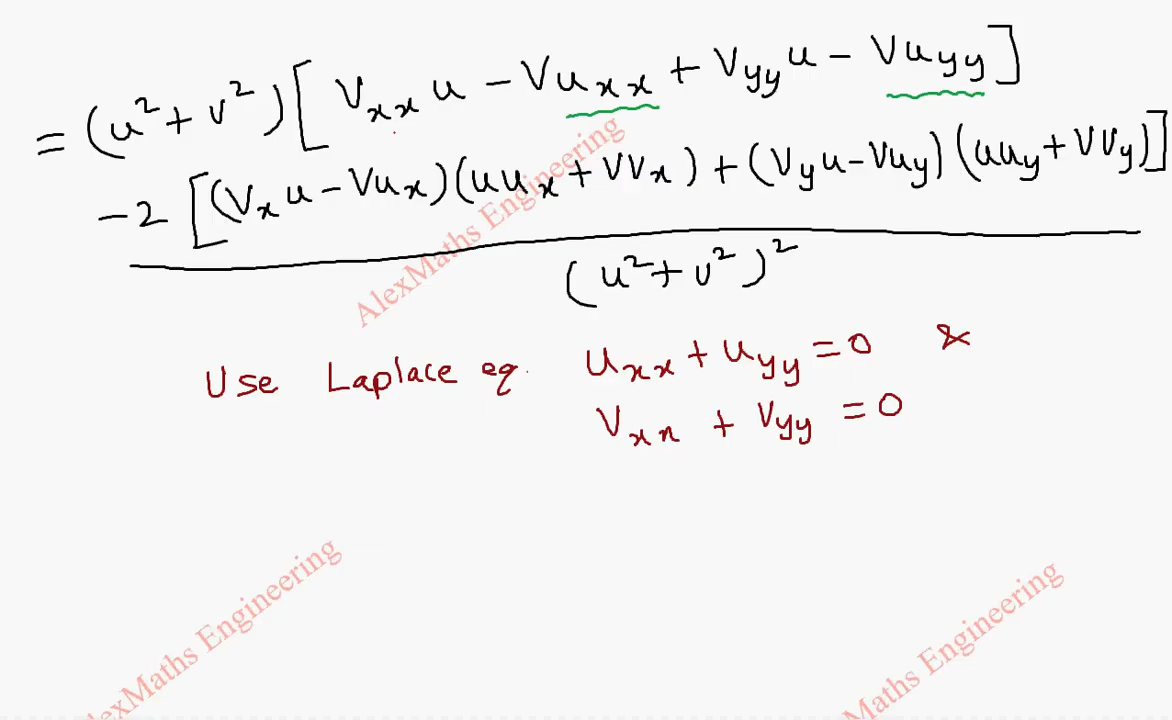 = (u² + v²) [ Vₓₓ u − V uₓₓ + V_yy u − V u_yy ]
− 2 [ (Vₓ u − V uₓ)(u uₓ + V Vₓ) + (V_y u − V u_y)(u u_y + V V_y) ]
(u² + v²)²
Use Laplace eq. uₓₓ + u_yy = 0 &
Vₓₓ + V_yy = 0
AlexMaths Engineering
AlexMaths Engineering
AlexMaths Engineering